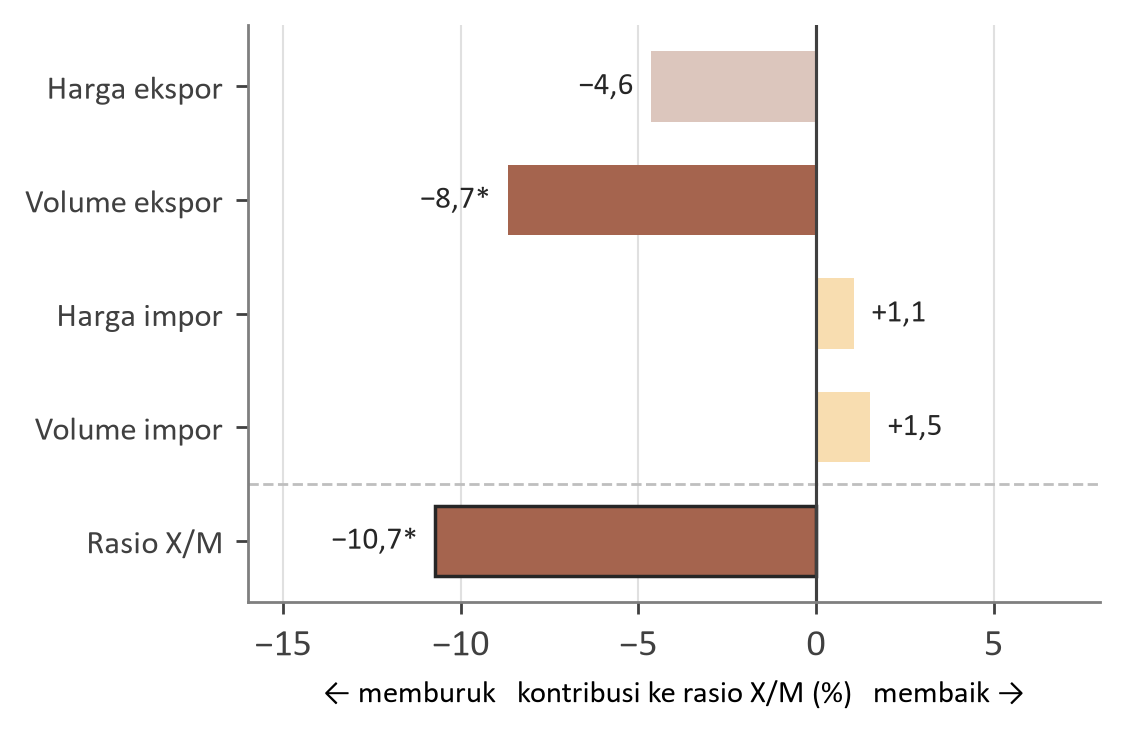 Harga ekspor −4,6
Volume ekspor −8,7*
Harga impor +1,1
Volume impor +1,5
Rasio X/M −10,7*
−15 −10 −5 0 5
← memburuk kontribusi ke rasio X/M (%) membaik →